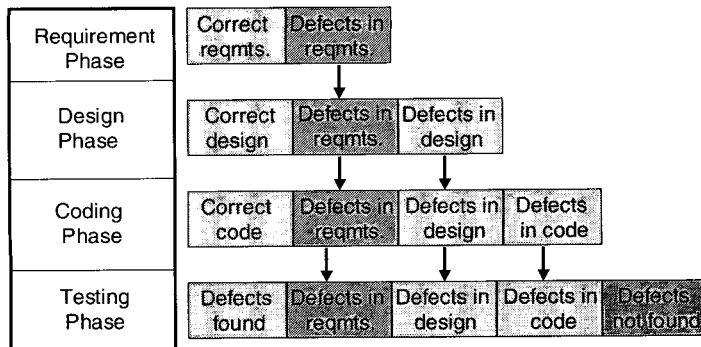 Requirement
Phase
Correct
reqmts.
Defects in
reqmts.
Design
Phase
Correct
design
Defects in
reqmts.
Defects in
design
Coding
Phase
Correct
code
Defects in
reqmts.
Defects in
design
Defects
in code
Testing
Phase
Defects
found
Defects in
reqmts.
Defects in
design
Defects in
code
Defects
not found